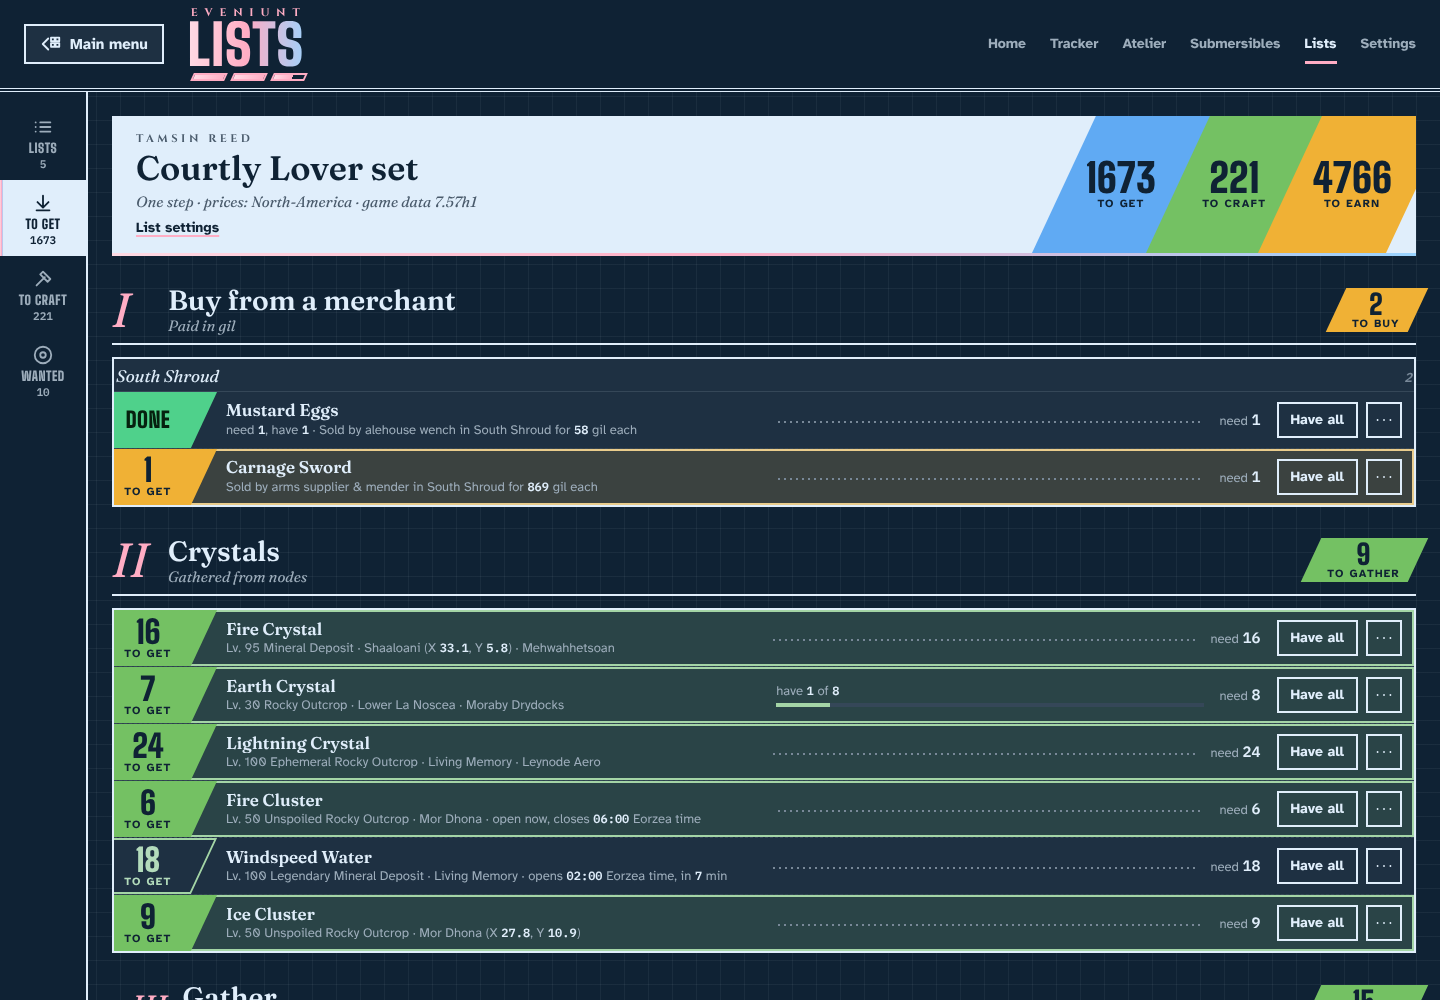 Main menu
EVENIUNT
LISTS
Home
Tracker
Atelier
Submersibles
Lists
Settings
LISTS
5
TO GET
1673
TO CRAFT
221
WANTED
10
TAMSIN REED
Courtly Lover set
One step · prices: North-America · game data 7.57h1
List settings
1673
TO GET
221
TO CRAFT
4766
TO EARN
I
Buy from a merchant
Paid in gil
2
TO BUY
South Shroud
2
DONE
Mustard Eggs
need 1, have 1 · Sold by alehouse wench in South Shroud for 58 gil each
need 1
Have all
...
1
TO GET
Carnage Sword
Sold by arms supplier & mender in South Shroud for 869 gil each
need 1
Have all
...
II
Crystals
Gathered from nodes
9
TO GATHER
16
TO GET
Fire Crystal
Lv. 95 Mineral Deposit · Shaaloani (X 33.1, Y 5.8) · Mehwahhetsoan
need 16
Have all
...
7
TO GET
Earth Crystal
Lv. 30 Rocky Outcrop · Lower La Noscea · Moraby Drydocks
have 1 of 8
need 8
Have all
...
24
TO GET
Lightning Crystal
Lv. 100 Ephemeral Rocky Outcrop · Living Memory · Leynode Aero
need 24
Have all
...
6
TO GET
Fire Cluster
Lv. 50 Unspoiled Rocky Outcrop · Mor Dhona · open now, closes 06:00 Eorzea time
need 6
Have all
...
18
TO GET
Windspeed Water
Lv. 100 Legendary Mineral Deposit · Living Memory · opens 02:00 Eorzea time, in 7 min
need 18
Have all
...
9
TO GET
Ice Cluster
Lv. 50 Unspoiled Rocky Outcrop · Mor Dhona (X 27.8, Y 10.9)
need 9
Have all
...
III
Gather
15